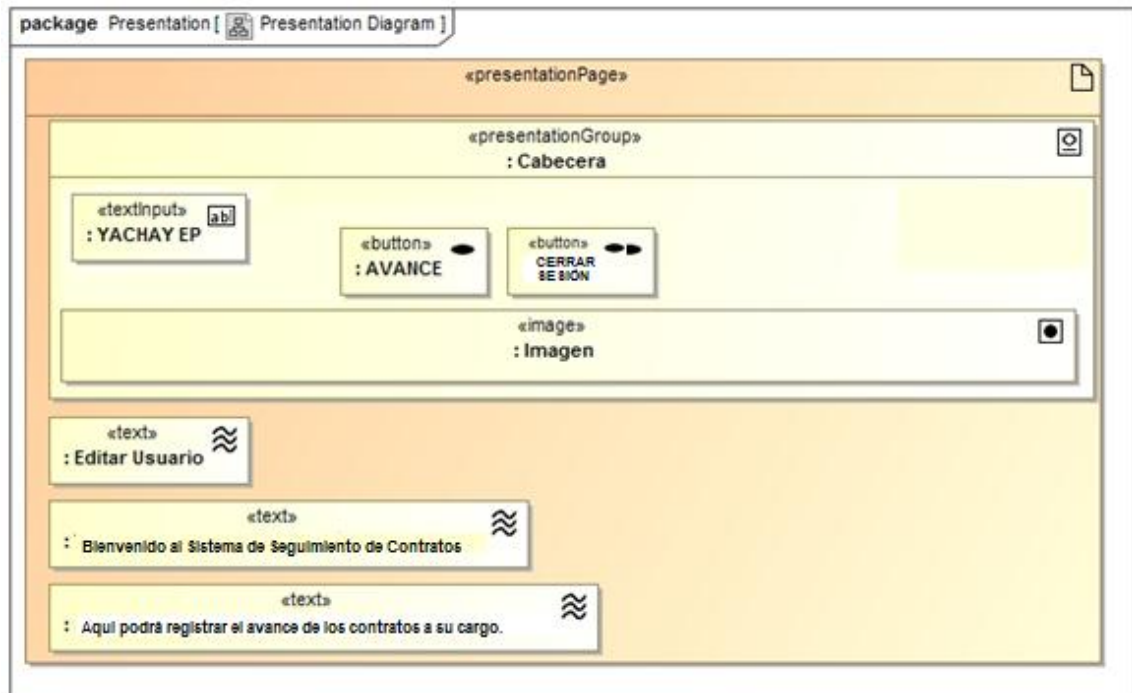 package Presentation [ Presentation Diagram ]
«presentationPage»
«presentationGroup»
: Cabecera
«textInput»
ab
: YACHAY EP
«button»
: AVANCE
«button»
CERRAR
SESIÓN
«image»
: Imagen
«text»
: Editar Usuario
«text»
: Bienvenido al Sistema de Seguimiento de Contratos
«text»
: Aquí podrá registrar el avance de los contratos a su cargo.